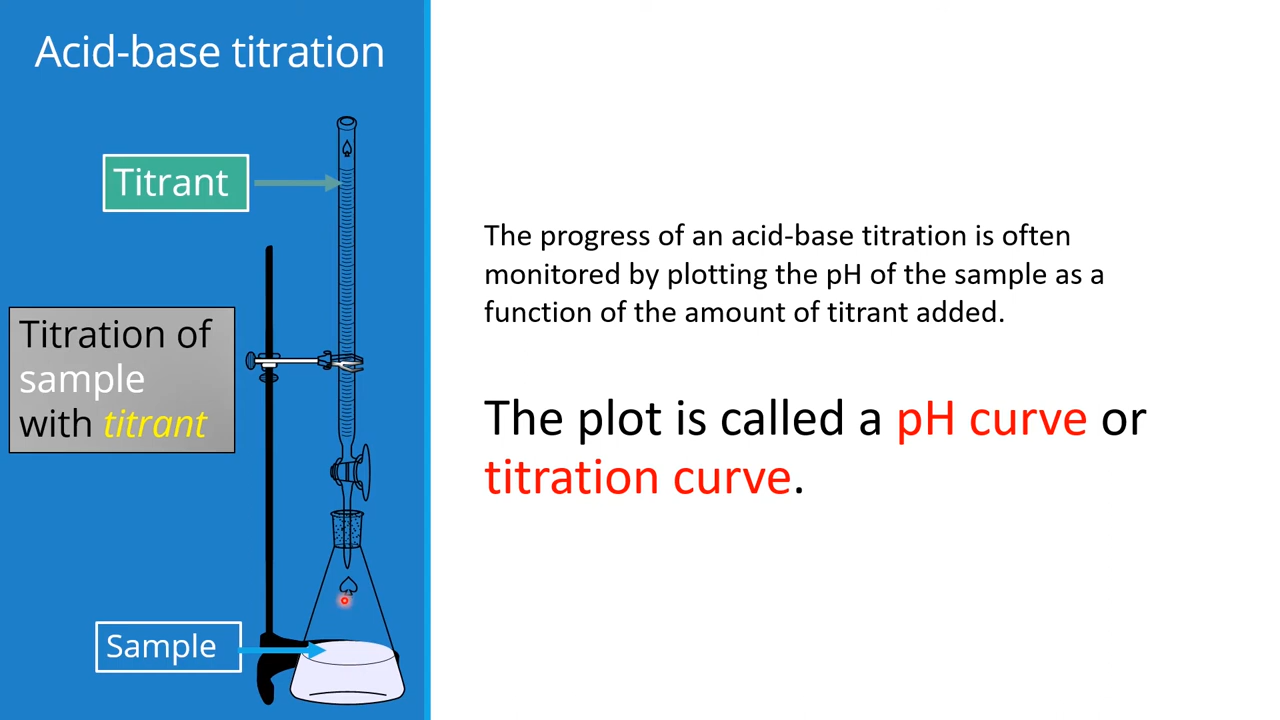 Acid-base titration
Titrant
Titration of
sample
with titrant
Sample
The progress of an acid-base titration is often
monitored by plotting the pH of the sample as a
function of the amount of titrant added.
The plot is called a pH curve or
titration curve.